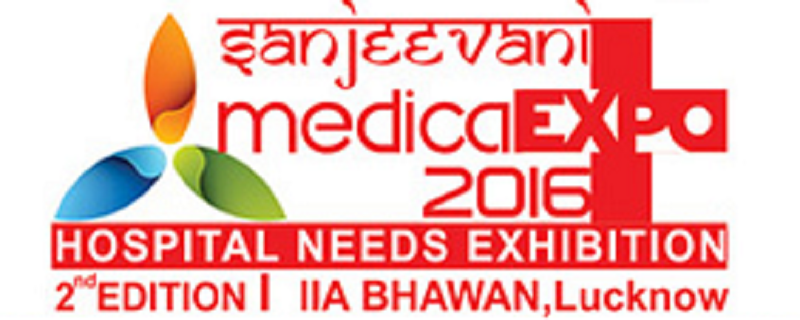 sanjeevani
medicaEXPO
2016
HOSPITAL NEEDS EXHIBITION
2nd EDITION | IIA BHAWAN, Lucknow